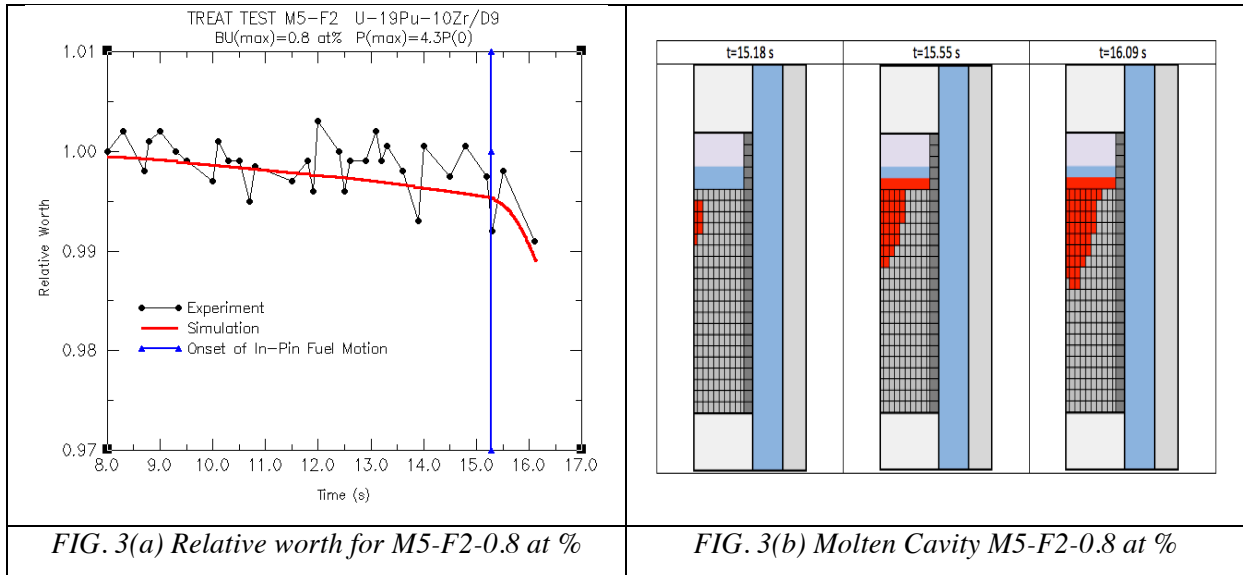 TREAT TEST M5-F2 U-19Pu-10Zr/D9
BU(max)=0.8 at% P(max)=4.3P(0)
1.01
1.00
0.99
0.98
0.97
Relative Worth
Experiment
Simulation
Onset of In-Pin Fuel Motion
8.0 9.0 10.0 11.0 12.0 13.0 14.0 15.0 16.0 17.0
Time (s)
t=15.18 s t=15.55 s t=16.09 s
FIG. 3(a) Relative worth for M5-F2-0.8 at %
FIG. 3(b) Molten Cavity M5-F2-0.8 at %